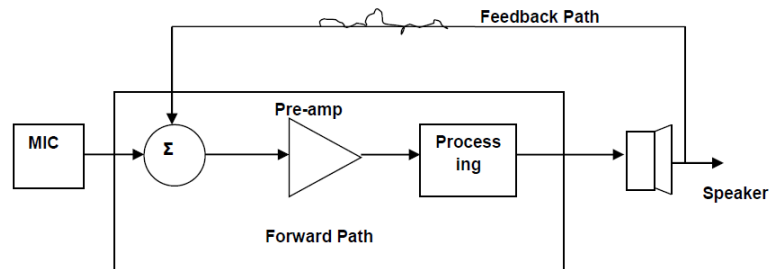 Feedback Path
Pre-amp
MIC
Σ
Process
ing
Speaker
Forward Path